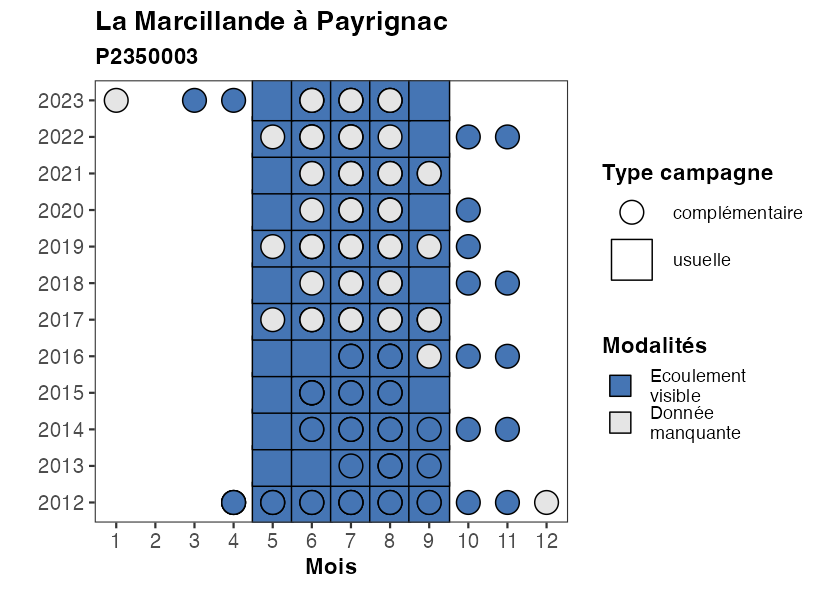 La Marcillande à Payrignac
P2350003
2023
2022
2021
2020
2019
2018
2017
2016
2015
2014
2013
2012
1 2 3 4 5 6 7 8 9 10 11 12
Mois
Type campagne
complémentaire
usuelle
Modalités
Ecoulement
visible
Donnée
manquante